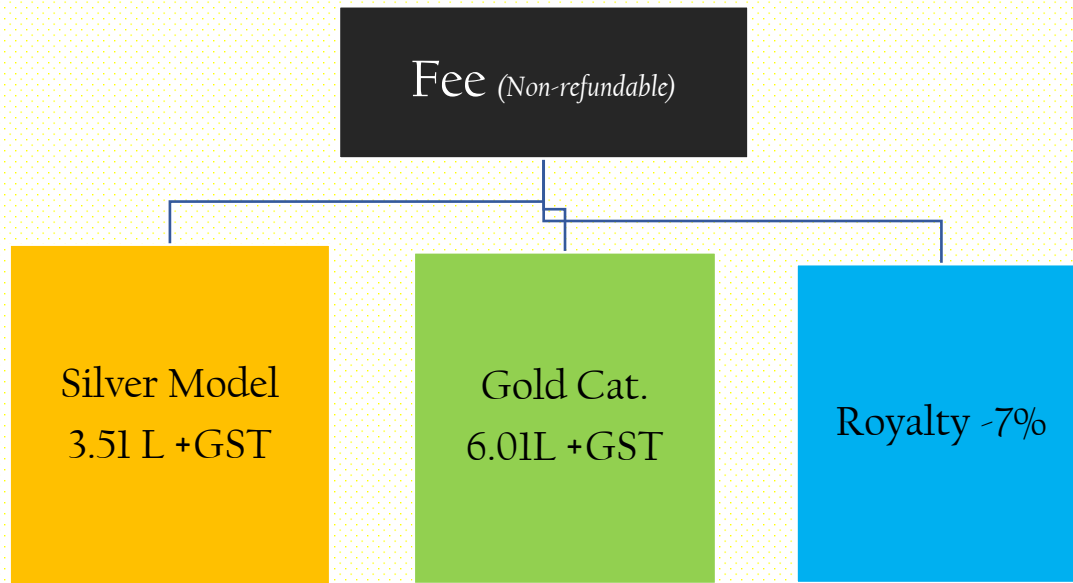 Fee (Non-refundable)
Silver Model
3.51 L +GST
Gold Cat.
6.01L +GST
Royalty -7%